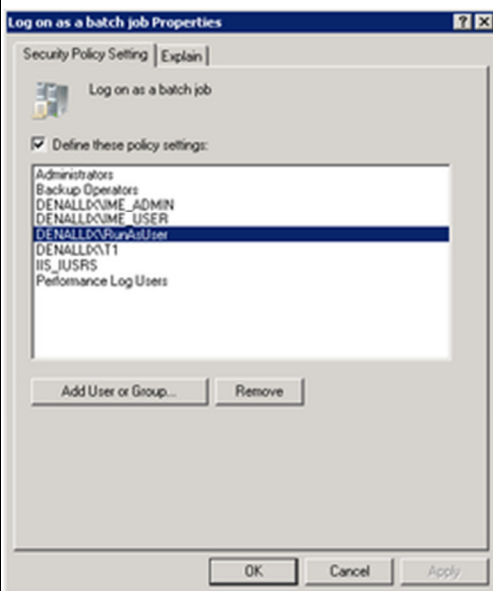 Log on as a batch job Properties
Security Policy Setting
Explain
Log on as a batch job
Define these policy settings:
Administrators
Backup Operators
DENALLIX\IME_ADMIN
DENALLIX\IME_USER
DENALLIX\RunAsUser
DENALLIX\T1
IIS_IUSRS
Performance Log Users
Add User or Group...
Remove
OK
Cancel
Apply